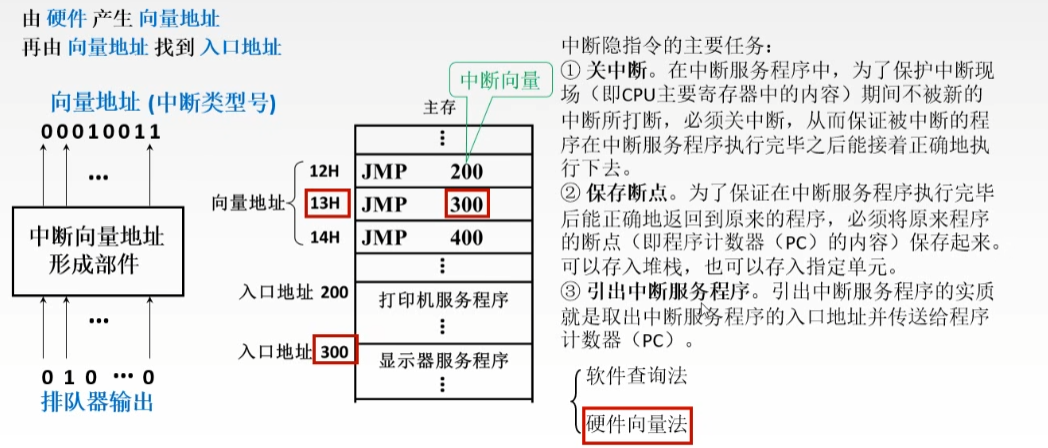 由 硬件 产生 向量地址
再由 向量地址 找到 入口地址
向量地址 (中断类型号)
00010011
...
中断向量地址
形成部件
...
0 1 0 ... 0
排队器输出
中断向量
主存
向量地址
12H JMP 200
13H JMP 300
14H JMP 400
入口地址 200 打印机服务程序
入口地址 300 显示器服务程序
中断隐指令的主要任务：
① 关中断。在中断服务程序中，为了保护中断现
场（即CPU主要寄存器中的内容）期间不被新的
中断所打断，必须关中断，从而保证被中断的程
序在中断服务程序执行完毕之后能接着正确地执
行下去。
② 保存断点。为了保证在中断服务程序执行完毕
后能正确地返回到原来的程序，必须将原来程序
的断点（即程序计数器（PC）的内容）保存起来。
可以存入堆栈，也可以存入指定单元。
③ 引出中断服务程序。引出中断服务程序的实质
就是取出中断服务程序的入口地址并传送给程序
计数器（PC）。
软件查询法
硬件向量法